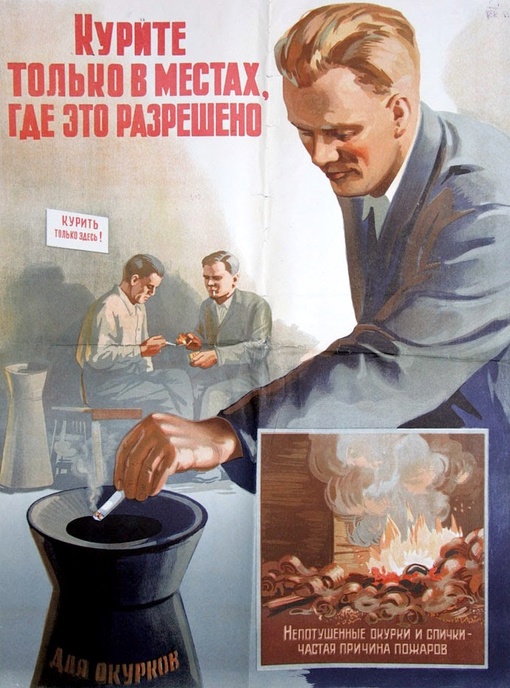 КУРИТЕ
ТОЛЬКО В МЕСТАХ,
ГДЕ ЭТО РАЗРЕШЕНО
КУРИТЬ
ТОЛЬКО ЗДЕСЬ!
ДЛЯ ОКУРКОВ
НЕПОТУШЕННЫЕ ОКУРКИ И СПИЧКИ-
ЧАСТАЯ ПРИЧИНА ПОЖАРОВ